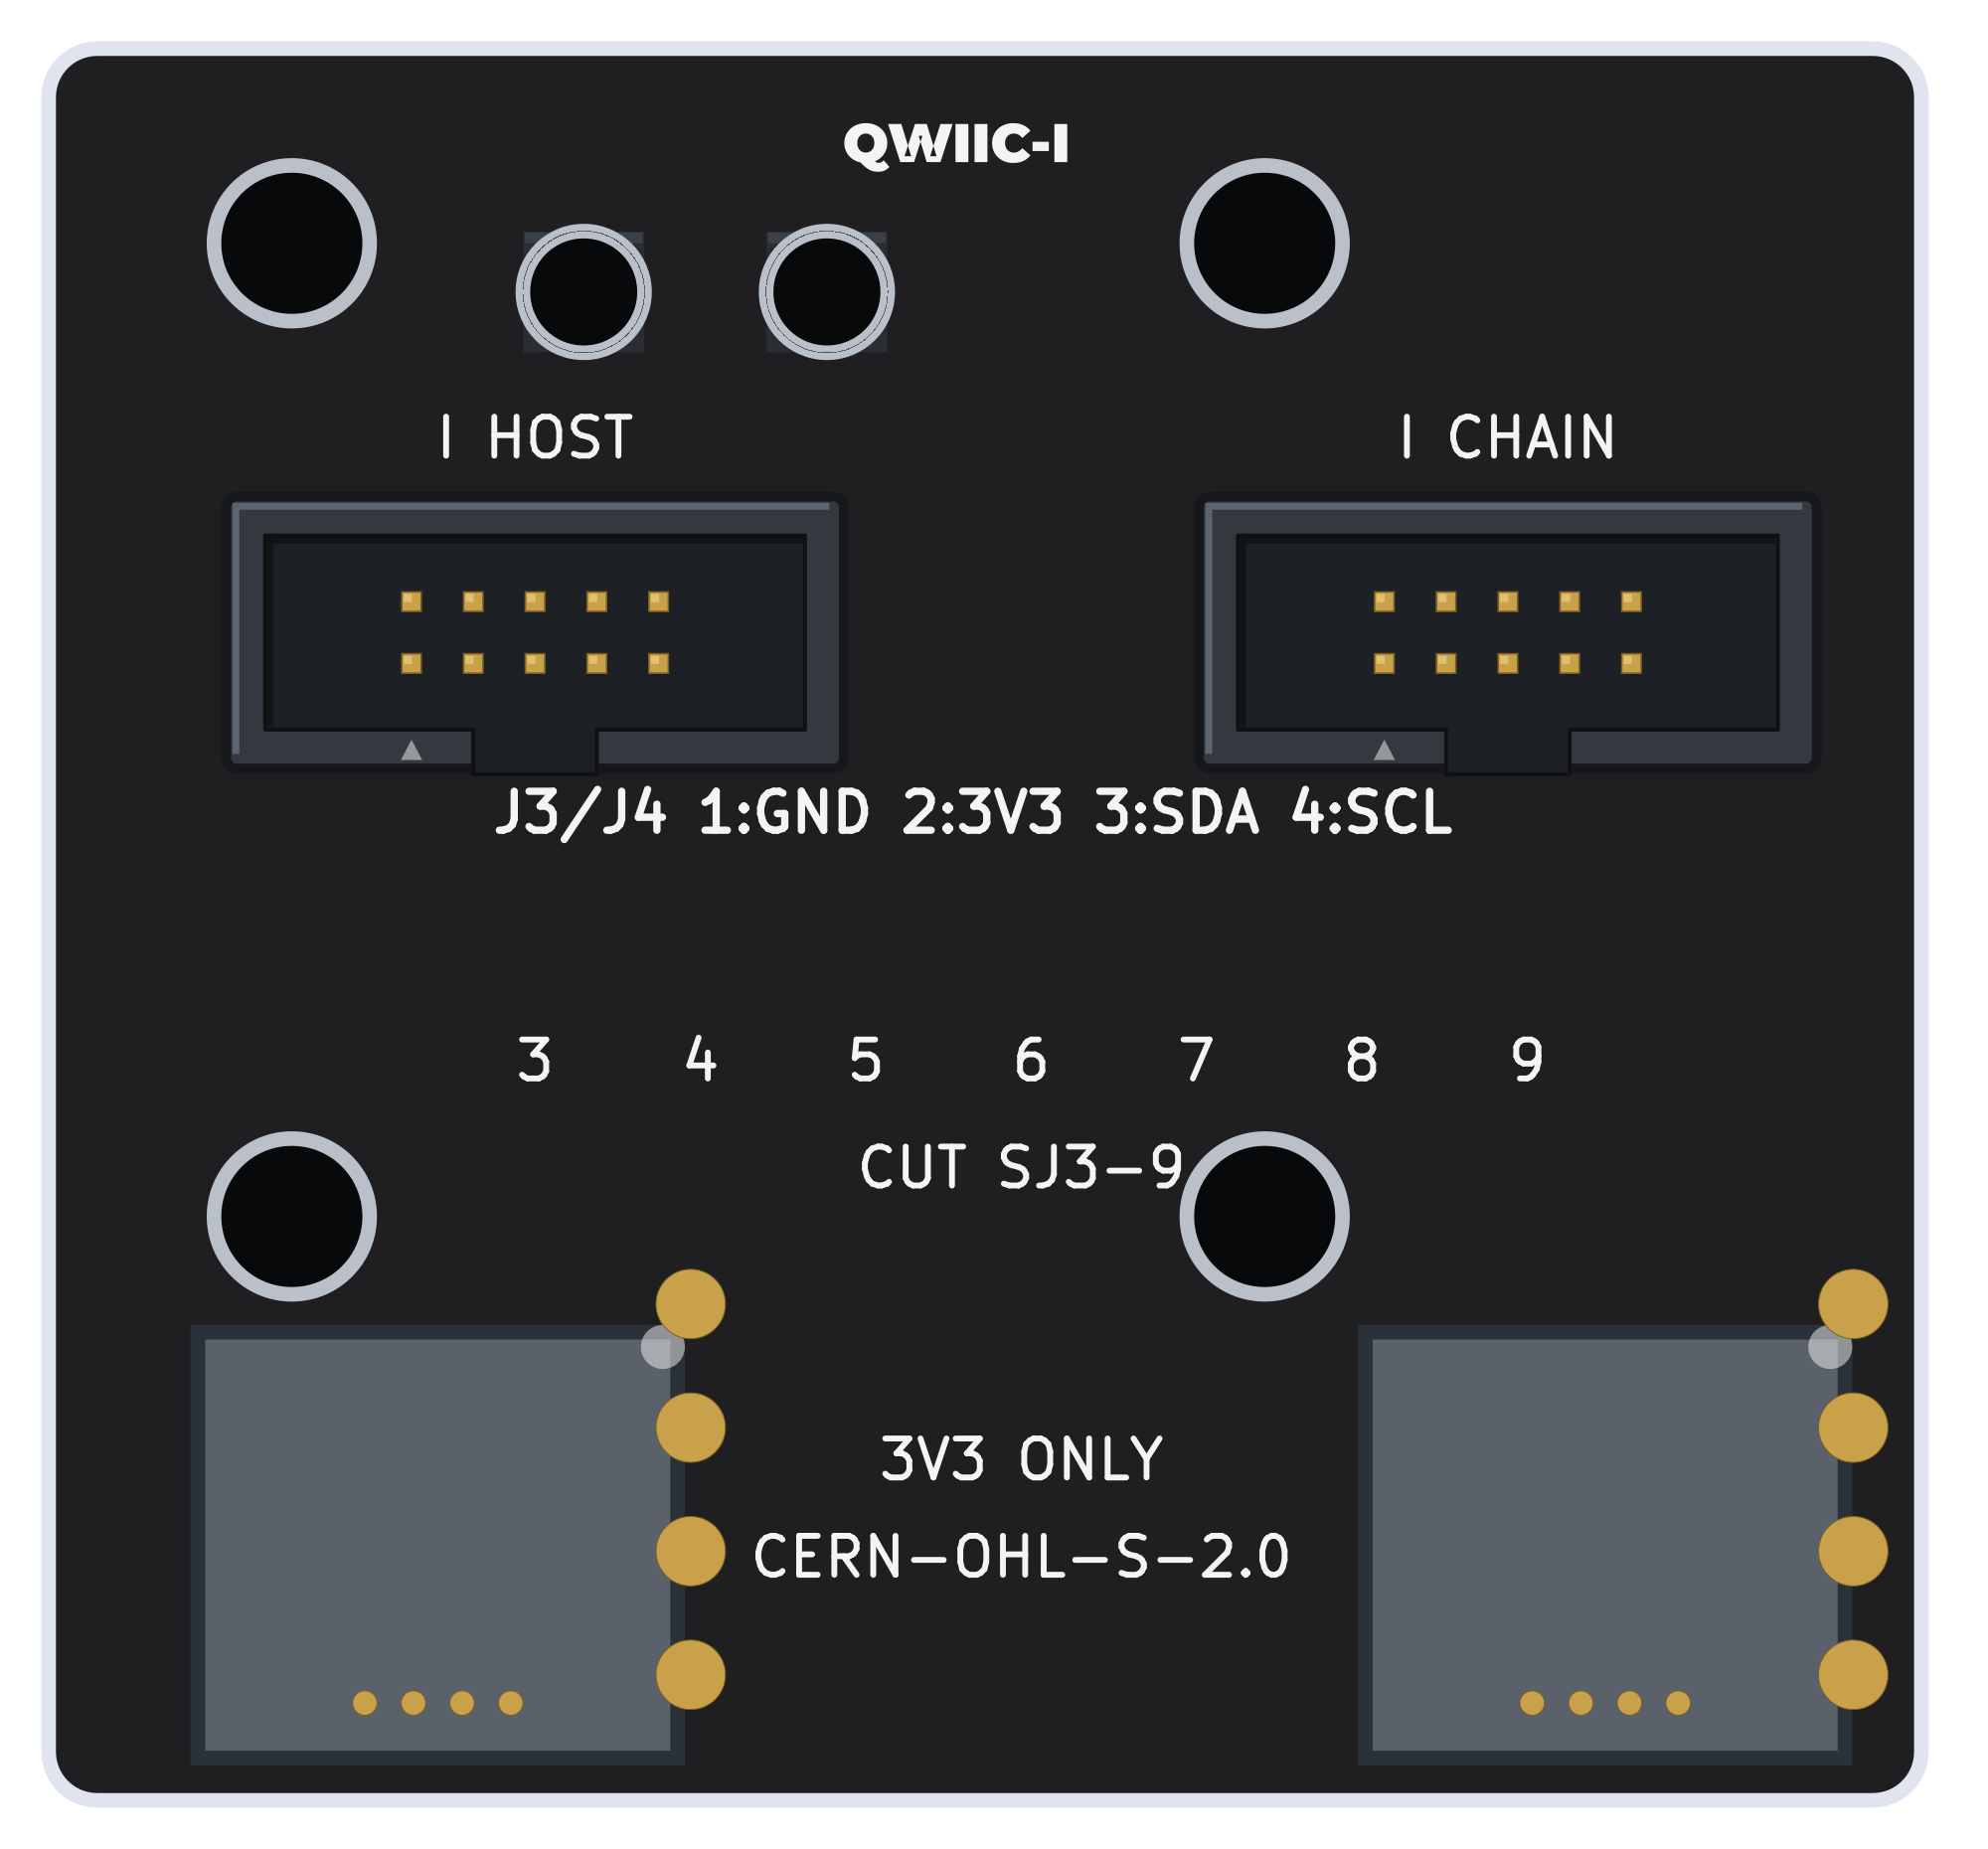 QWIIC-I
I HOST
I CHAIN
J3/J4 1:GND 2:3V3 3:SDA 4:SCL
3 4 5 6 7 8 9
CUT SJ3-9
3V3 ONLY
CERN-OHL-S-2.0